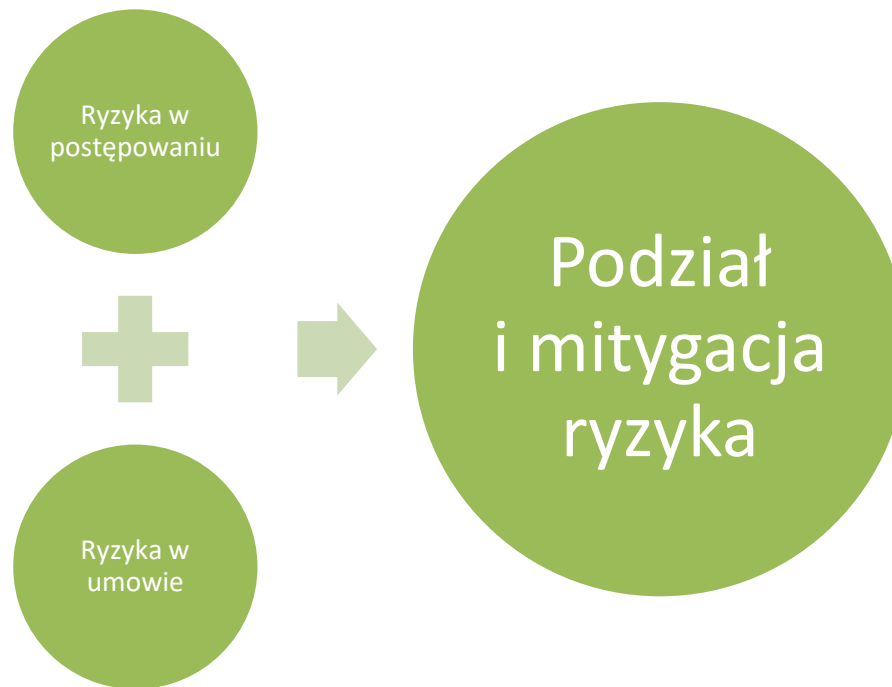 Ryzyka w
postępowaniu
Ryzyka w
umowie
Podział
i mitygacja
ryzyka